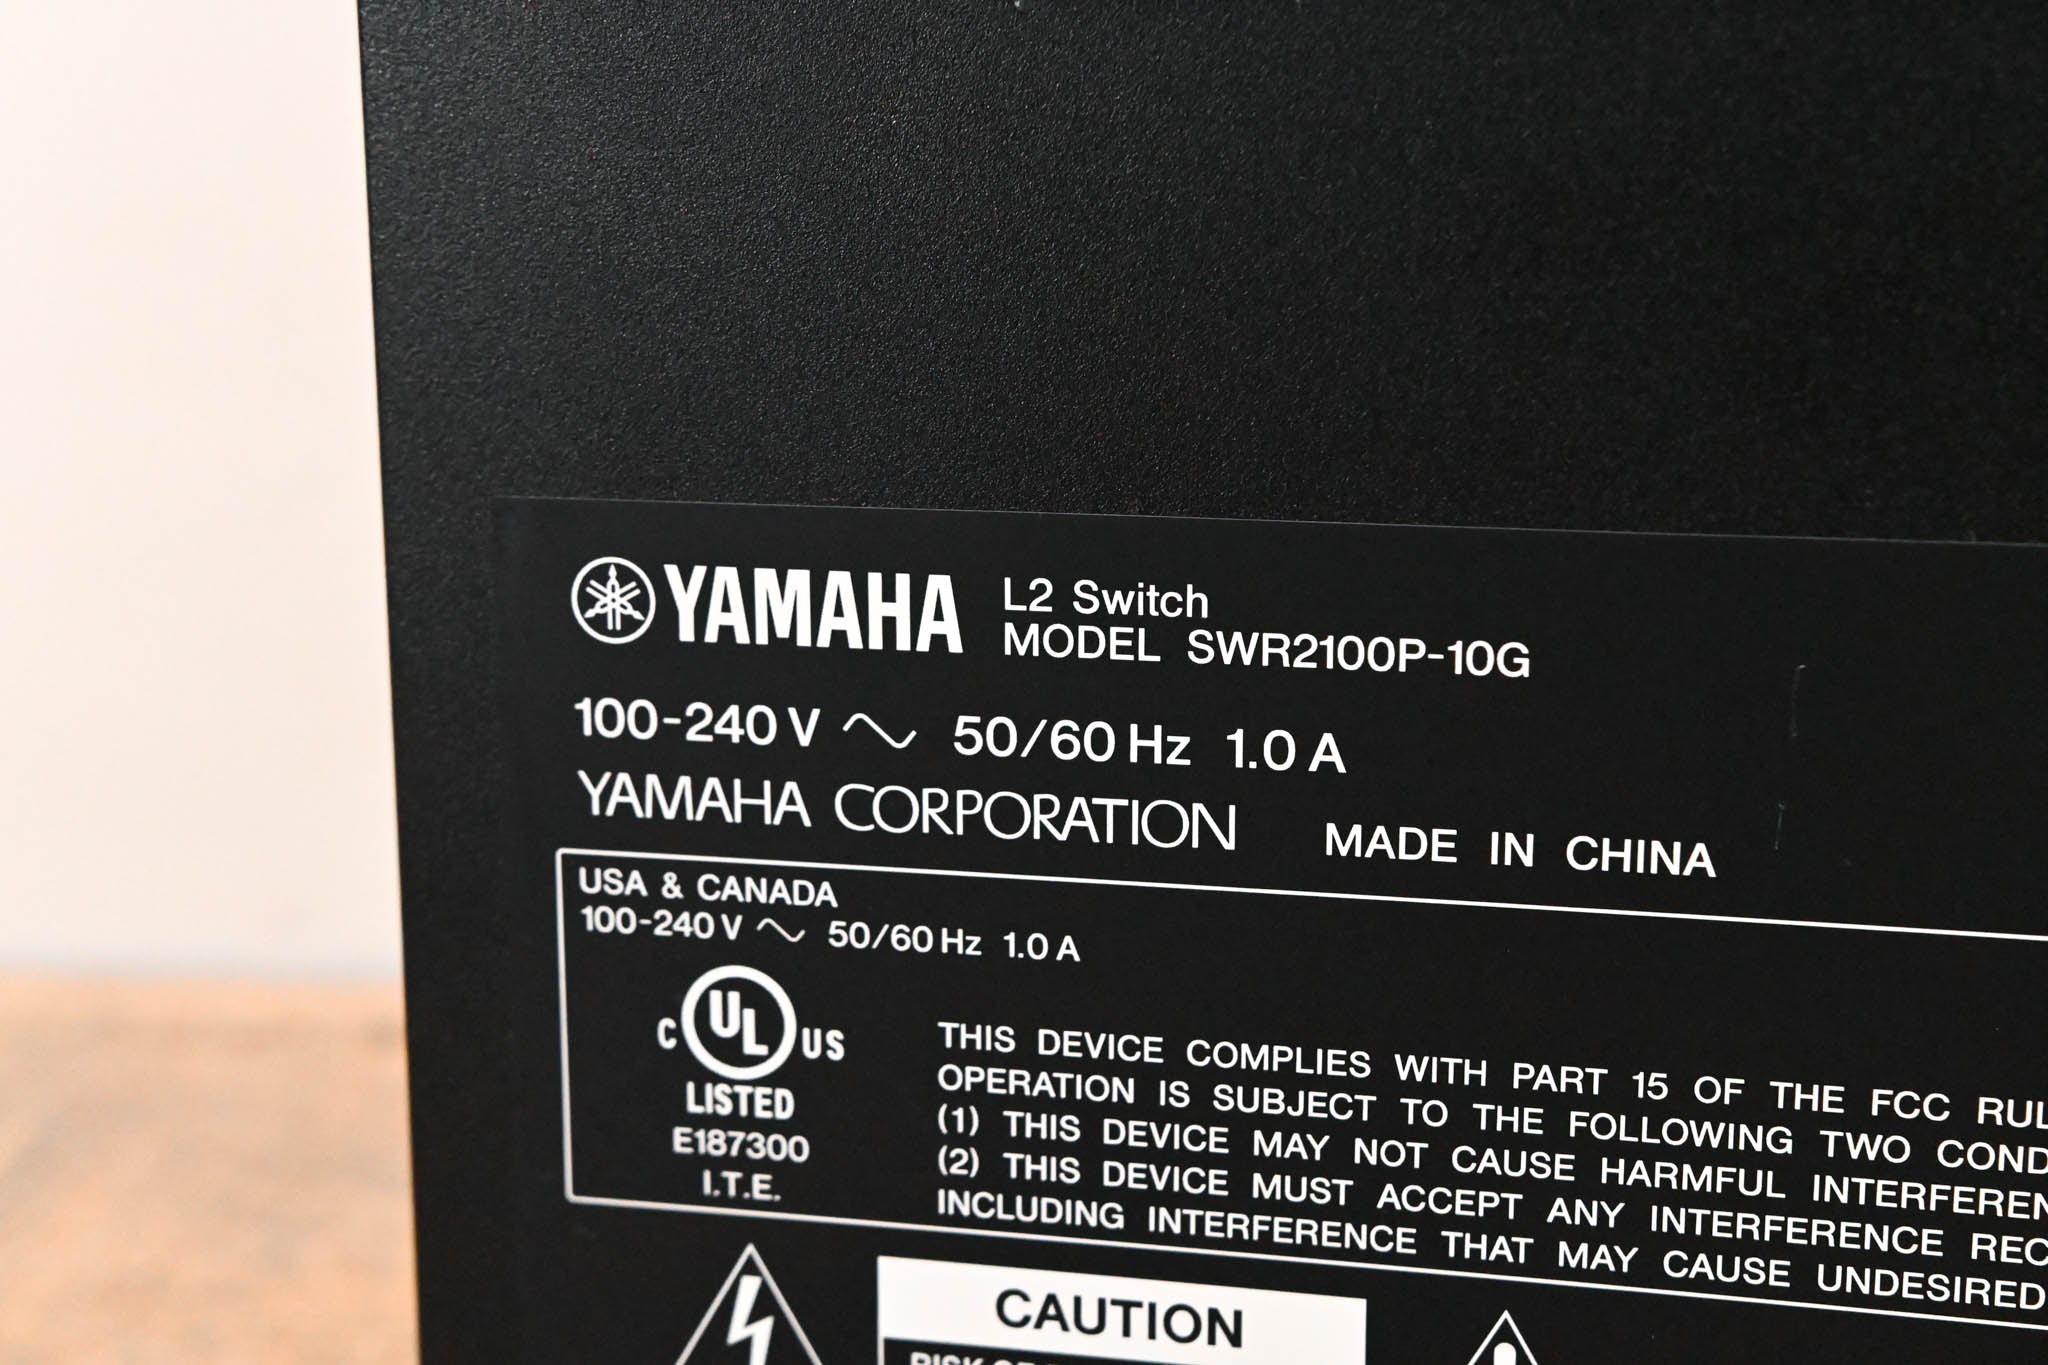 YAMAHA L2 Switch
MODEL SWR2100P-10G
100-240 V ~ 50/60 Hz 1.0 A
YAMAHA CORPORATION MADE IN CHINA
USA & CANADA
100-240 V ~ 50/60 Hz 1.0 A
C UL US
LISTED
E187300
I.T.E.
THIS DEVICE COMPLIES WITH PART 15 OF THE FCC
OPERATION IS SUBJECT TO THE FOLLOWING TWO
(1) THIS DEVICE MAY NOT CAUSE HARMFUL
(2) THIS DEVICE MUST ACCEPT ANY INTERFERENCE
INCLUDING INTERFERENCE THAT MAY CAUSE UNDESIRED
CAUTION